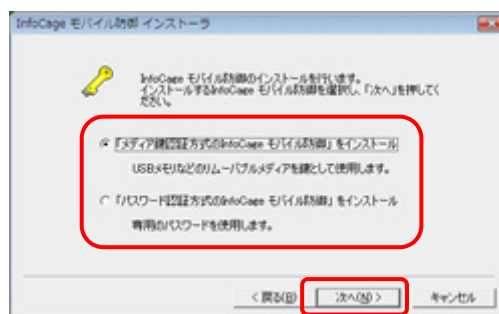 InfoCage モバイル防御 インストーラ
InfoCage モバイル防御のインストールを行います。
インストールするInfoCage モバイル防御を選択し、「次へ」を押してく
ださい。
「メディア鍵認証方式のInfoCage モバイル防御」をインストール
USBメモリなどのリムーバブルメディアを鍵として使用します。
「パスワード認証方式のInfoCage モバイル防御」をインストール
専用のパスワードを使用します。
< 戻る(B) 次へ(N) > キャンセル